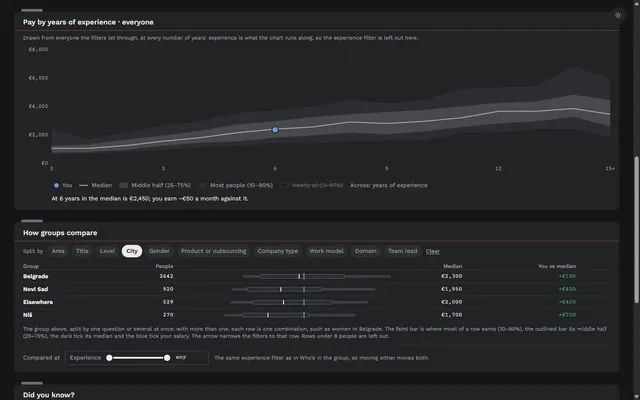 Pay by years of experience · everyone
Drawn from everyone the filters let through, at every number of years: experience is what the chart runs along, so the experience filter is left out here.
€8,000
€6,000
€4,000
€2,000
€0
0 3 6 9 12 15+
You Median Middle half (25–75%) Most people (10–90%) Nearly all (3–97%) Across: years of experience
At 6 years in the median is €2,450; you earn −€50 a month against it.
How groups compare
Split by Area Title Level City Gender Product or outsourcing Company type Work model Domain Team lead Clear
Group People Median You vs median
Belgrade 2642 €2,300 +€100
Novi Sad 920 €1,950 +€450
Elsewhere 529 €2,000 +€400
Niš 270 €1,700 +€700
The group above, split by one question or several at once: with more than one, each row is one combination, such as women in Belgrade. The faint bar is where most of a row earns (10–90%), the outlined bar its middle half
(25–75%), the dark tick its median and the blue tick your salary. The arrow narrows the filters to that row. Rows under 8 people are left out.
Compared at Experience any The same experience filter as in Who's in the group, so moving either moves both.
Did you know?